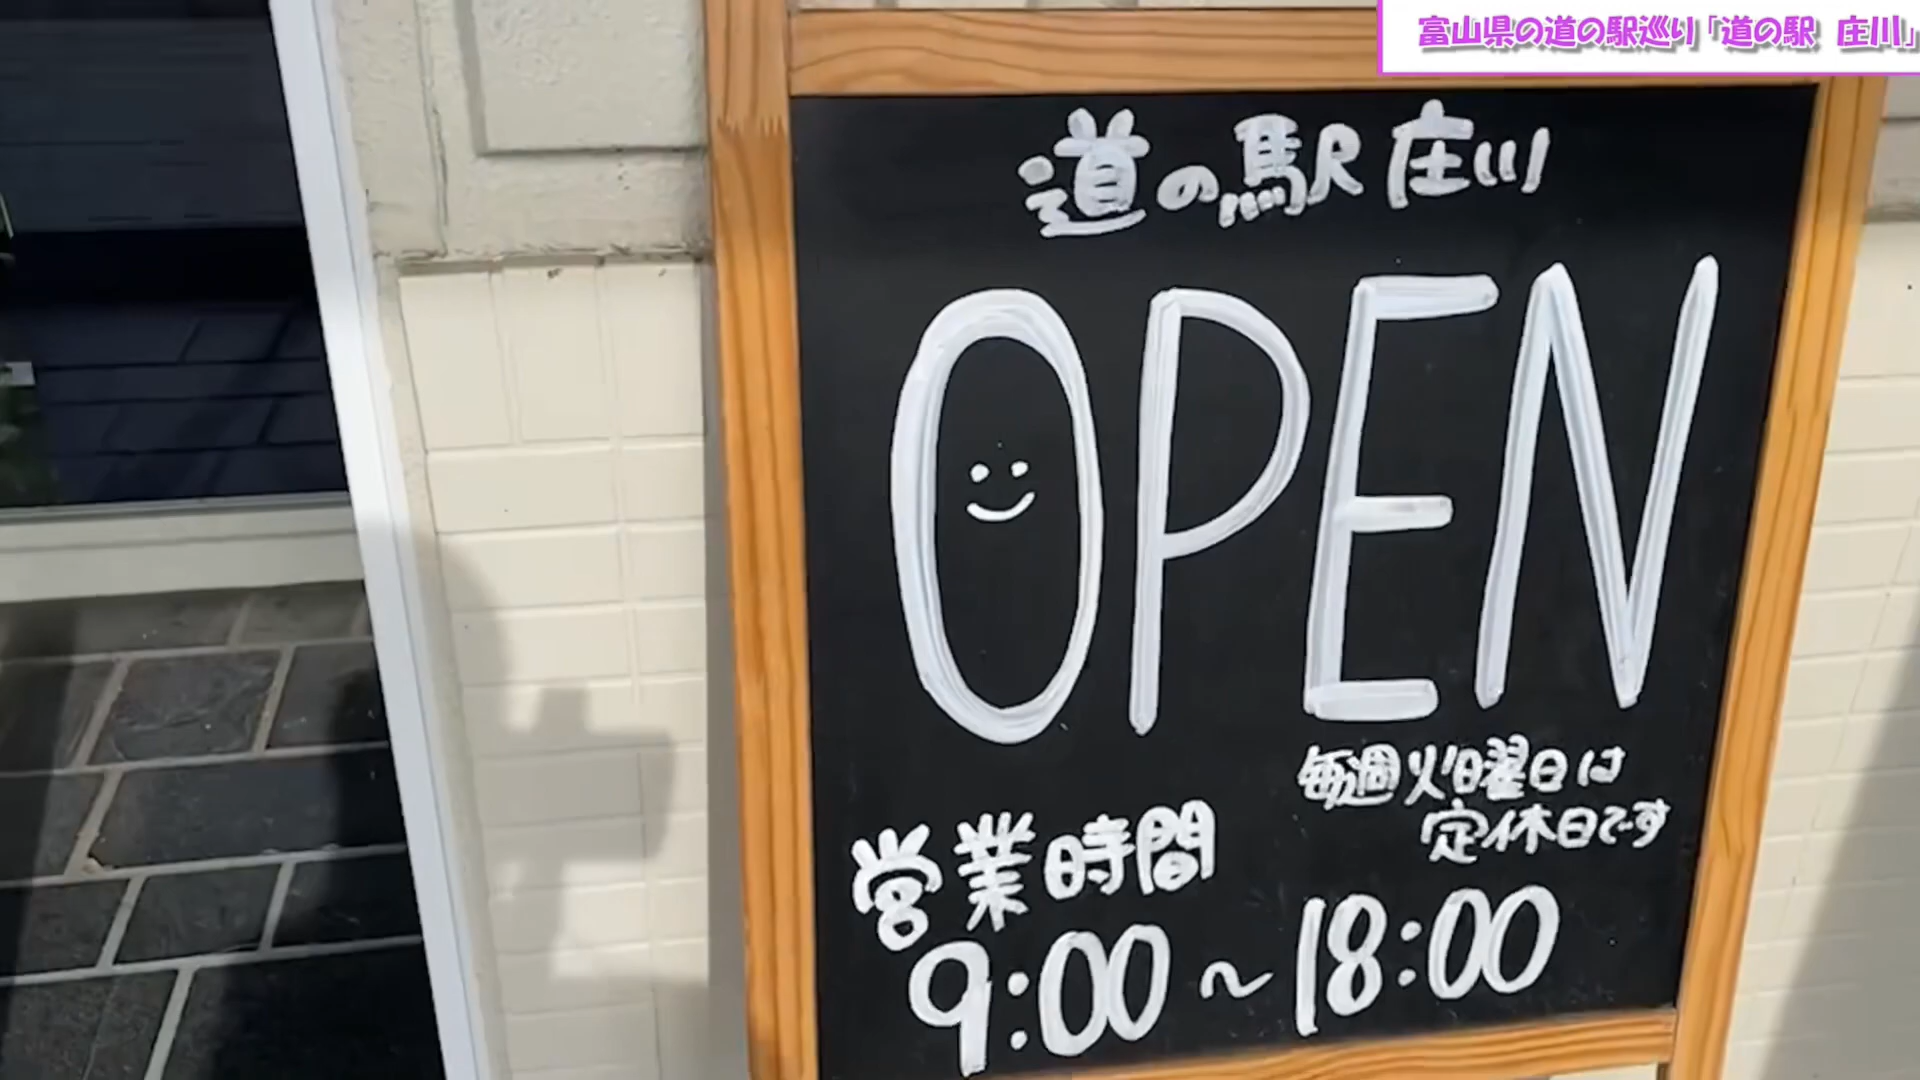 富山県の道の駅巡り「道の駅　庄川」
道の駅 庄川
OPEN
毎週火曜日は
定休日です
営業時間
9:00～18:00